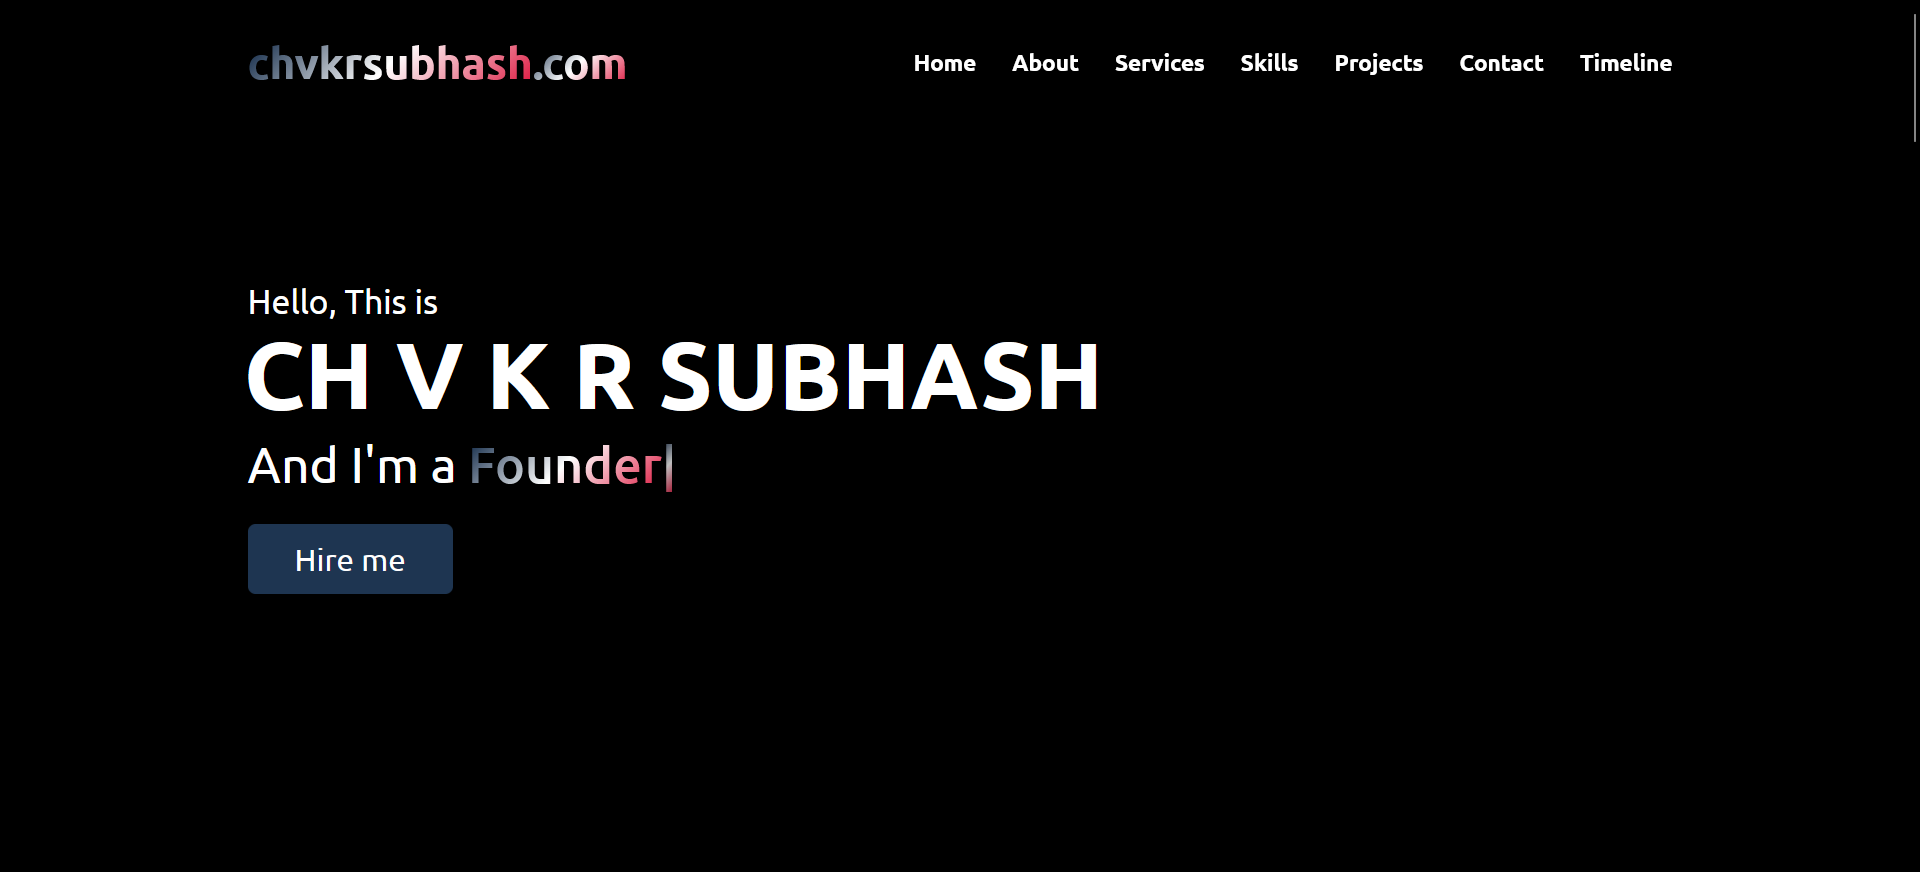 chvkrsubhash.com
Home About Services Skills Projects Contact Timeline
Hello, This is
CH V K R SUBHASH
And I'm a Founder|
Hire me